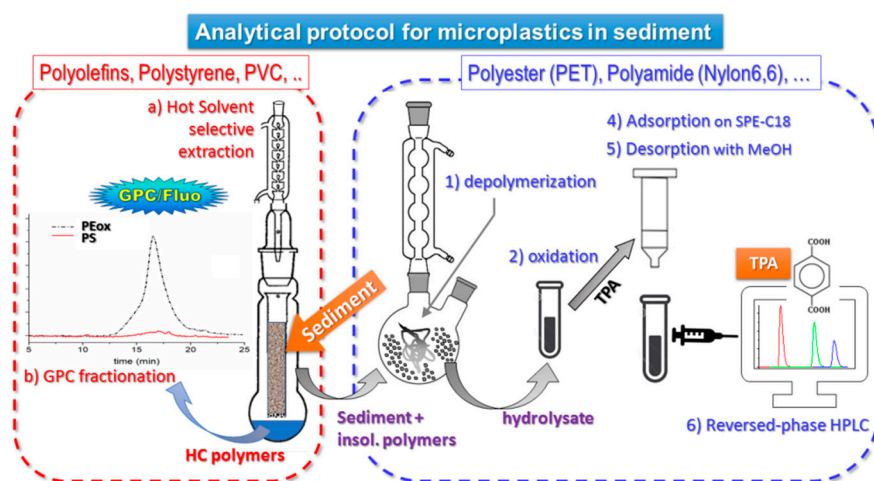 Analytical protocol for microplastics in sediment
Polyolefins, Polystyrene, PVC, ..
a) Hot Solvent
selective
extraction
GPC/Fluo
PEox
PS
5
10
15
20
25
time (min)
b) GPC fractionation
HC polymers
Sediment
Polyester (PET), Polyamide (Nylon6,6), ...
1) depolymerization
Sediment +
insol. polymers
2) oxidation
hydrolysate
TPA
4) Adsorption on SPE-C18
5) Desorption with MeOH
TPA
COOH
COOH
6) Reversed-phase HPLC